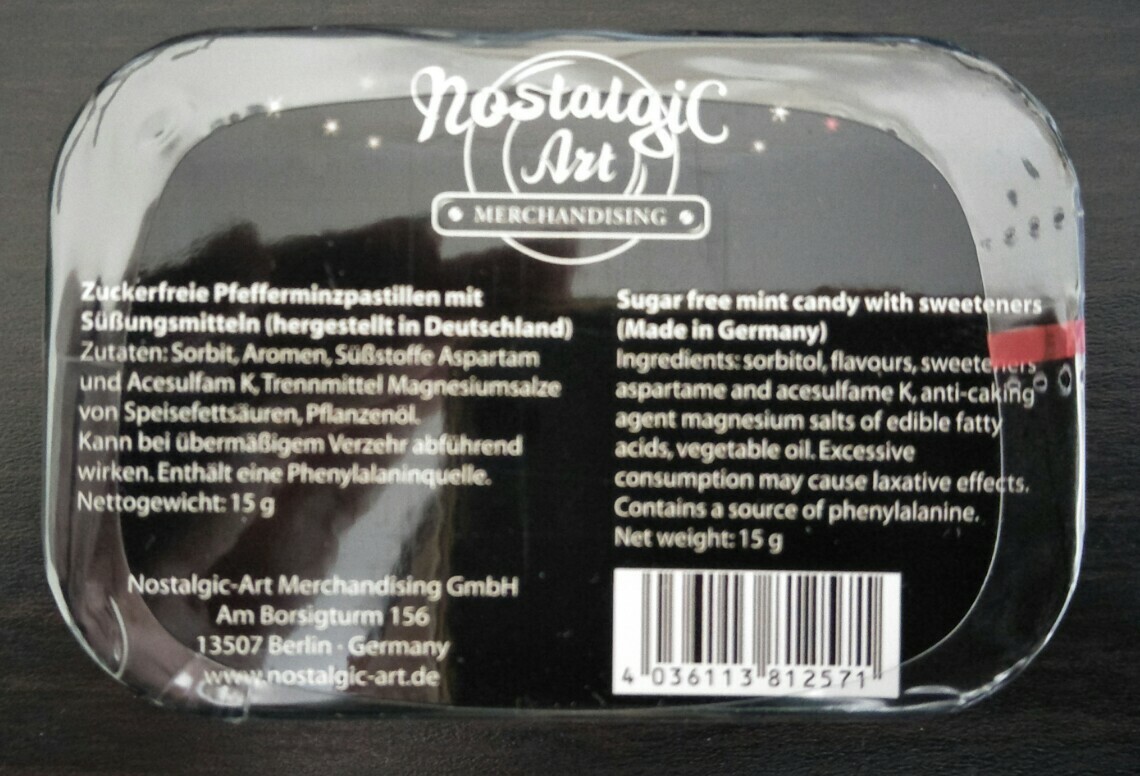 Nostalgic
Art
MERCHANDISING
Zuckerfreie Pfefferminzpastillen mit
Süßungsmitteln (hergestellt in Deutschland)
Zutaten: Sorbit, Aromen, Süßstoffe Aspartam
und Acesulfam K, Trennmittel Magnesiumsalze
von Speisefettsäuren, Pflanzenöl.
Kann bei übermäßigem Verzehr abführend
wirken. Enthält eine Phenylalaninquelle.
Nettogewicht: 15 g
Nostalgic-Art Merchandising GmbH
Am Borsigturm 156
13507 Berlin · Germany
www.nostalgic-art.de
Sugar free mint candy with sweeteners
(Made in Germany)
Ingredients: sorbitol, flavours, sweeteners
aspartame and acesulfame K, anti-caking
agent magnesium salts of edible fatty
acids, vegetable oil. Excessive
consumption may cause laxative effects.
Contains a source of phenylalanine.
Net weight: 15 g
4 036113 812571